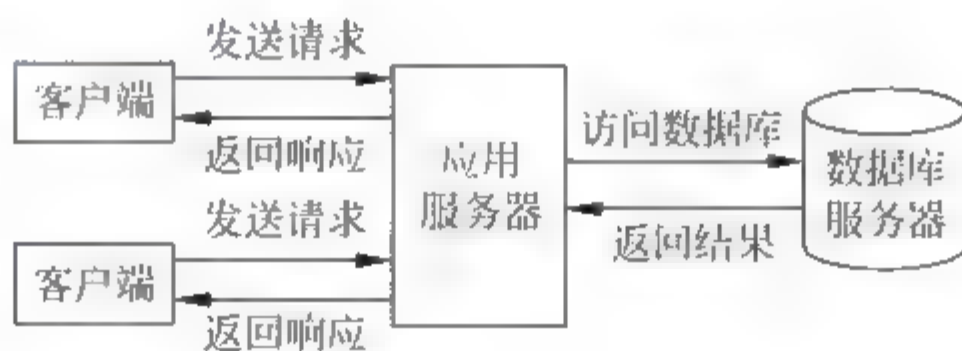 发送请求
客户端
返回响应
发送请求
客户端
返回响应
应用
服务器
访问数据库
返回结果
数据库
服务器